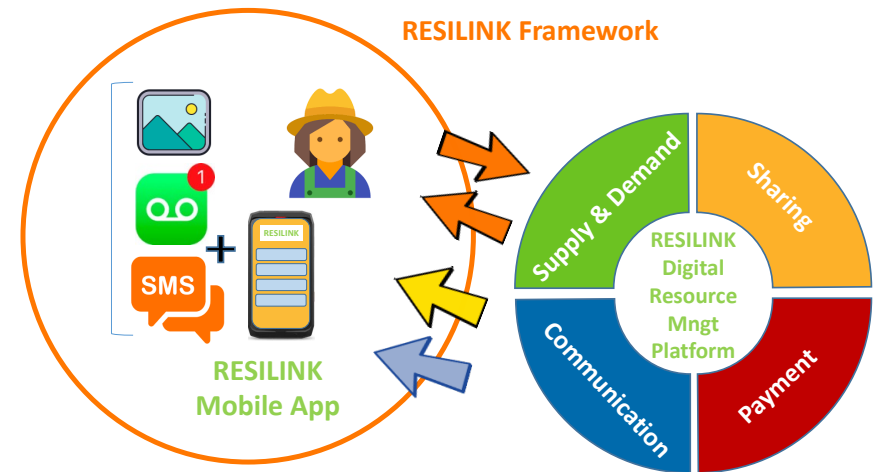 RESILINK Framework
1
SMS
RESILINK
RESILINK
Mobile App
Supply & Demand
Sharing
RESILINK
Digital
Resource
Mngt
Platform
Communication
Payment